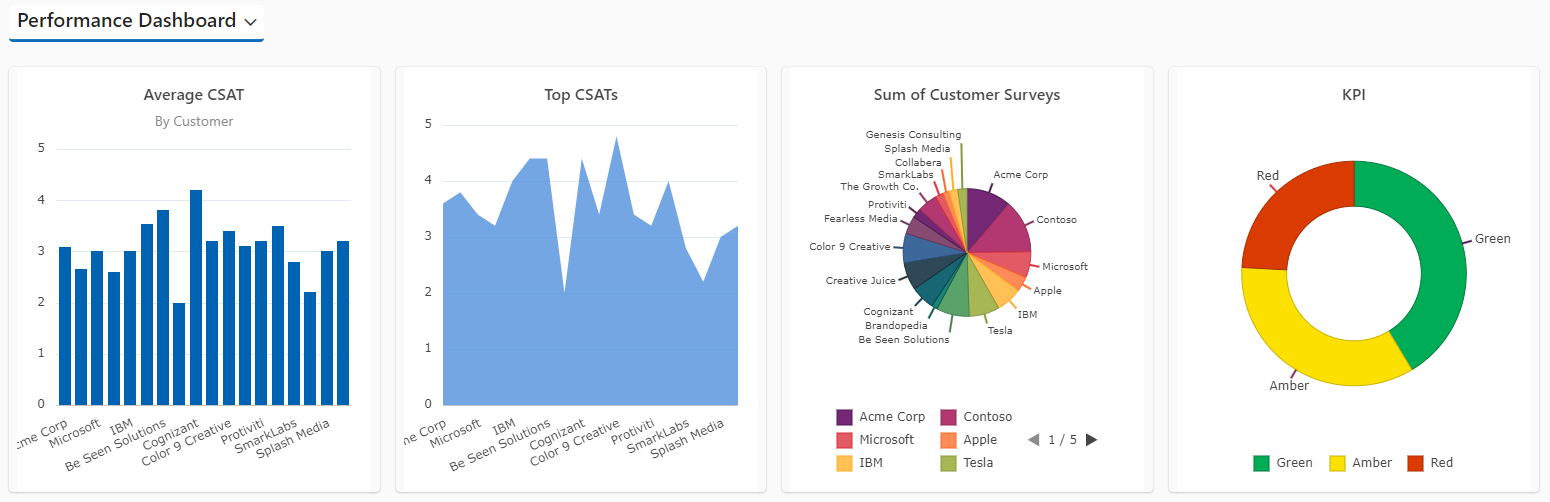 Performance Dashboard
Average CSAT
By Customer
5
4
3
2
1
0
me Corp
Microsoft
IBM
Be Seen Solutions
Cognizant
Color 9 Creative
Protiviti
SmarkLabs
Splash Media
Top CSATs
5
4
3
2
1
0
ne Corp
Microsoft
IBM
Be Seen Solutions
Cognizant
Color 9 Creative
Protiviti
SmarkLabs
Splash Media
Sum of Customer Surveys
Genesis Consulting
Splash Media
Collabera
SmarkLabs
The Growth Co.
Protiviti
Fearless Media
Color 9 Creative
Creative Juice
Cognizant
Brandopedia
Be Seen Solutions
Acme Corp
Contoso
Microsoft
Apple
IBM
Tesla
Acme Corp Contoso
Microsoft Apple
IBM Tesla
1 / 5
KPI
Red
Green
Amber
Green Amber Red